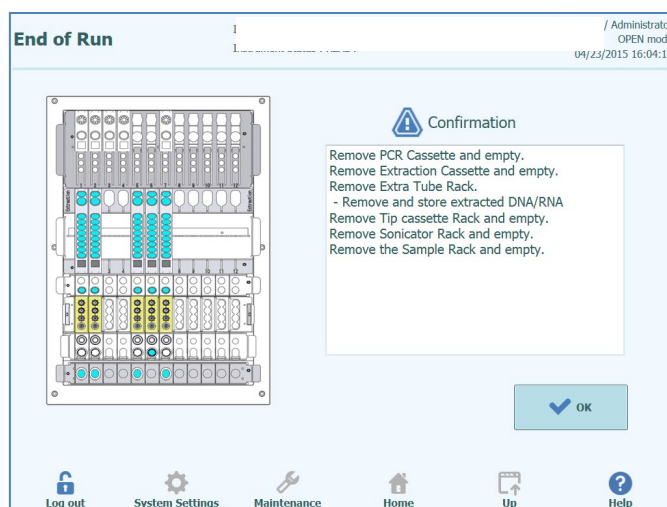 End of Run
/ Administrato
OPEN mod
04/23/2015 16:04:1
Confirmation
Remove PCR Cassette and empty.
Remove Extraction Cassette and empty.
Remove Extra Tube Rack.
- Remove and store extracted DNA/RNA
Remove Tip cassette Rack and empty.
Remove Sonicator Rack and empty.
Remove the Sample Rack and empty.
OK
Log out
System Settings
Maintenance
Home
Up
Help